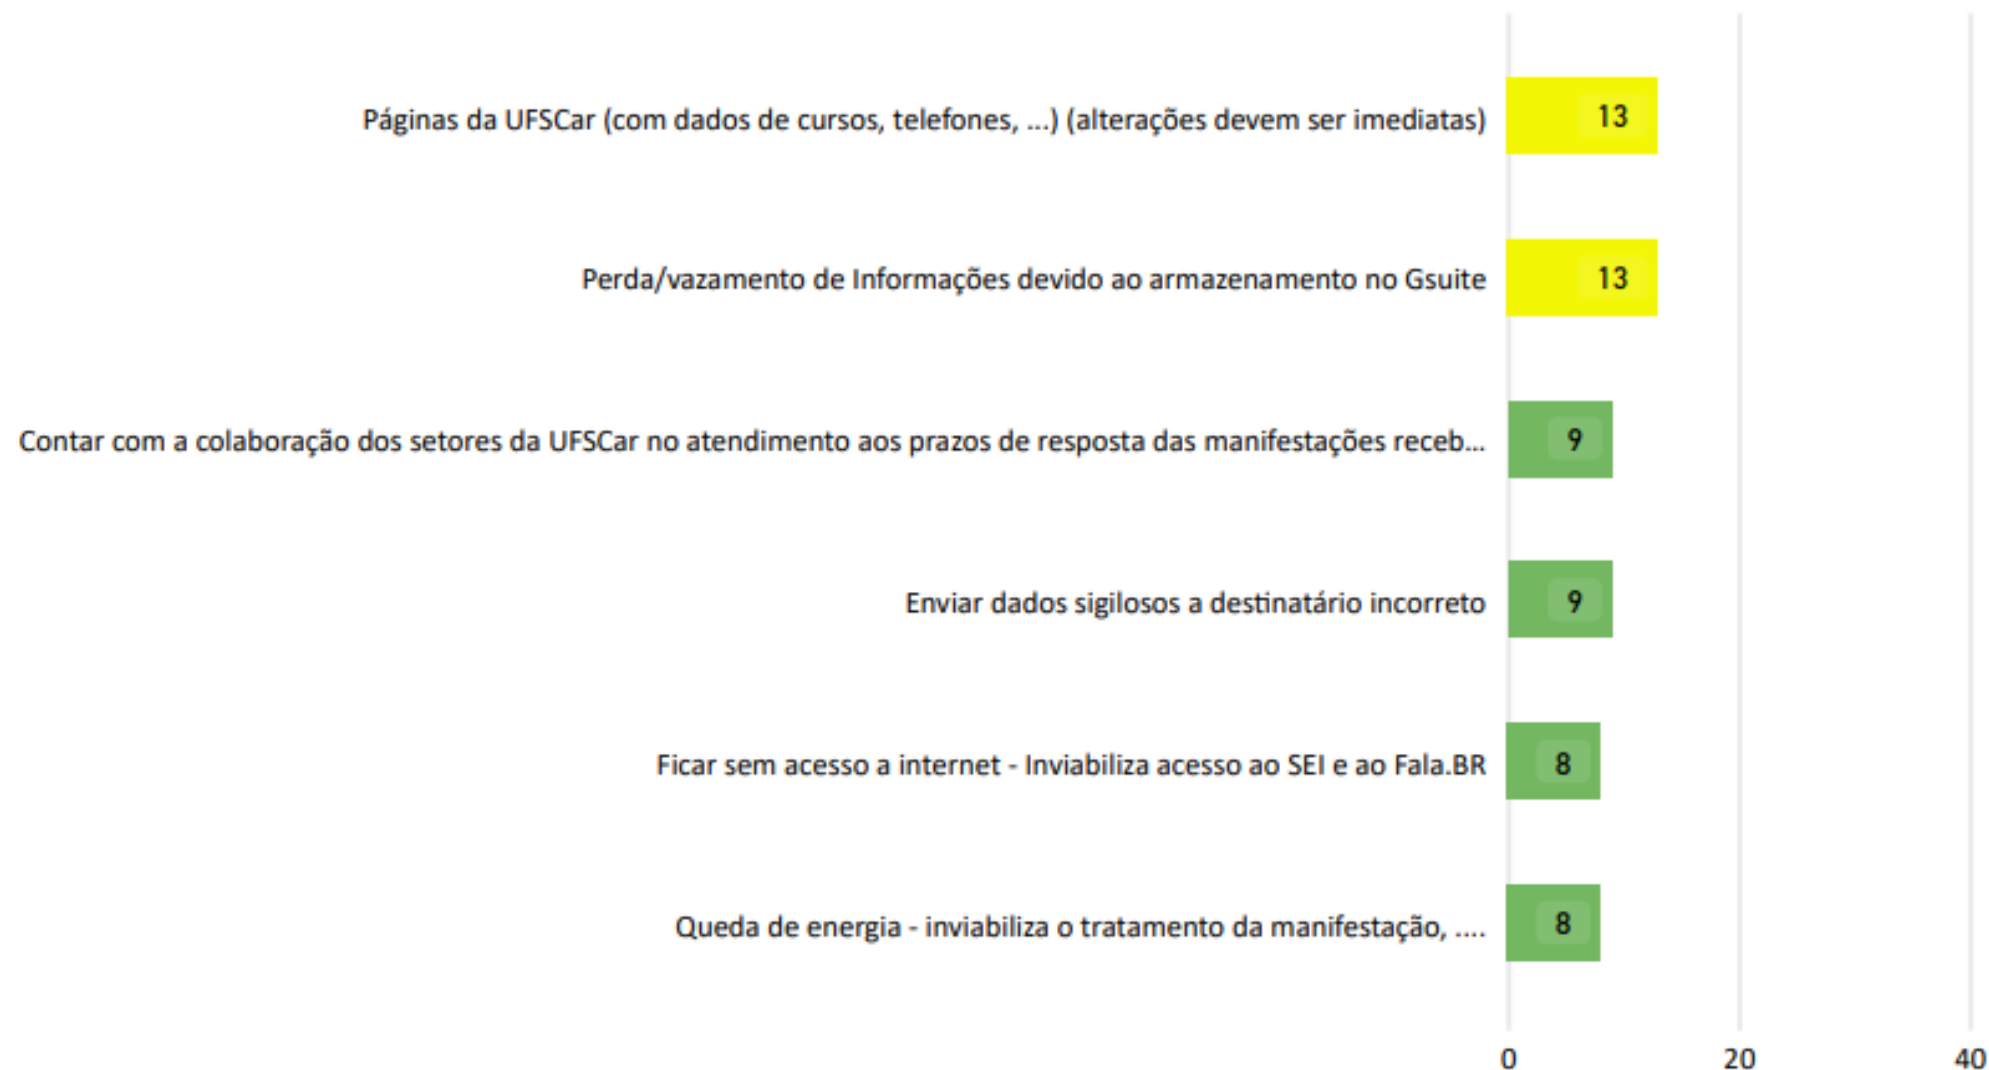 Páginas da UFSCar (com dados de cursos, telefones, ...) (alterações devem ser imediatas) 13
Perda/vazamento de Informações devido ao armazenamento no Gsuite 13
Contar com a colaboração dos setores da UFSCar no atendimento aos prazos de resposta das manifestações receb... 9
Enviar dados sigilosos a destinatário incorreto 9
Ficar sem acesso a internet - Inviabiliza acesso ao SEI e ao Fala.BR 8
Queda de energia - inviabiliza o tratamento da manifestação, .... 8
0 20 40